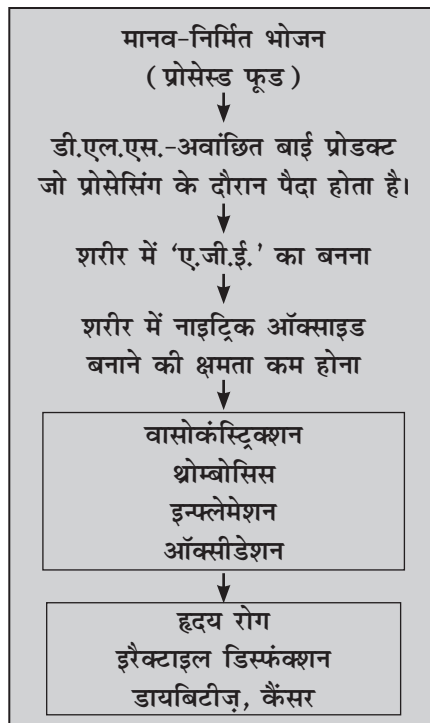 मानव-निर्मित भोजन
(प्रोसेस्ड फूड)
डी.एल.एस.-अवांछित बाई प्रोडक्ट
जो प्रोसेसिंग के दौरान पैदा होता है।
शरीर में ‘ए.जी.ई.’ का बनना
शरीर में नाइट्रिक ऑक्साइड
बनाने की क्षमता कम होना
वासोकंस्ट्रिक्शन
थ्रोम्बोसिस
इन्फ्लेमेशन
ऑक्सीडेशन
हृदय रोग
इरैक्टाइल डिस्फंक्शन
डायबिटीज़, कैंसर